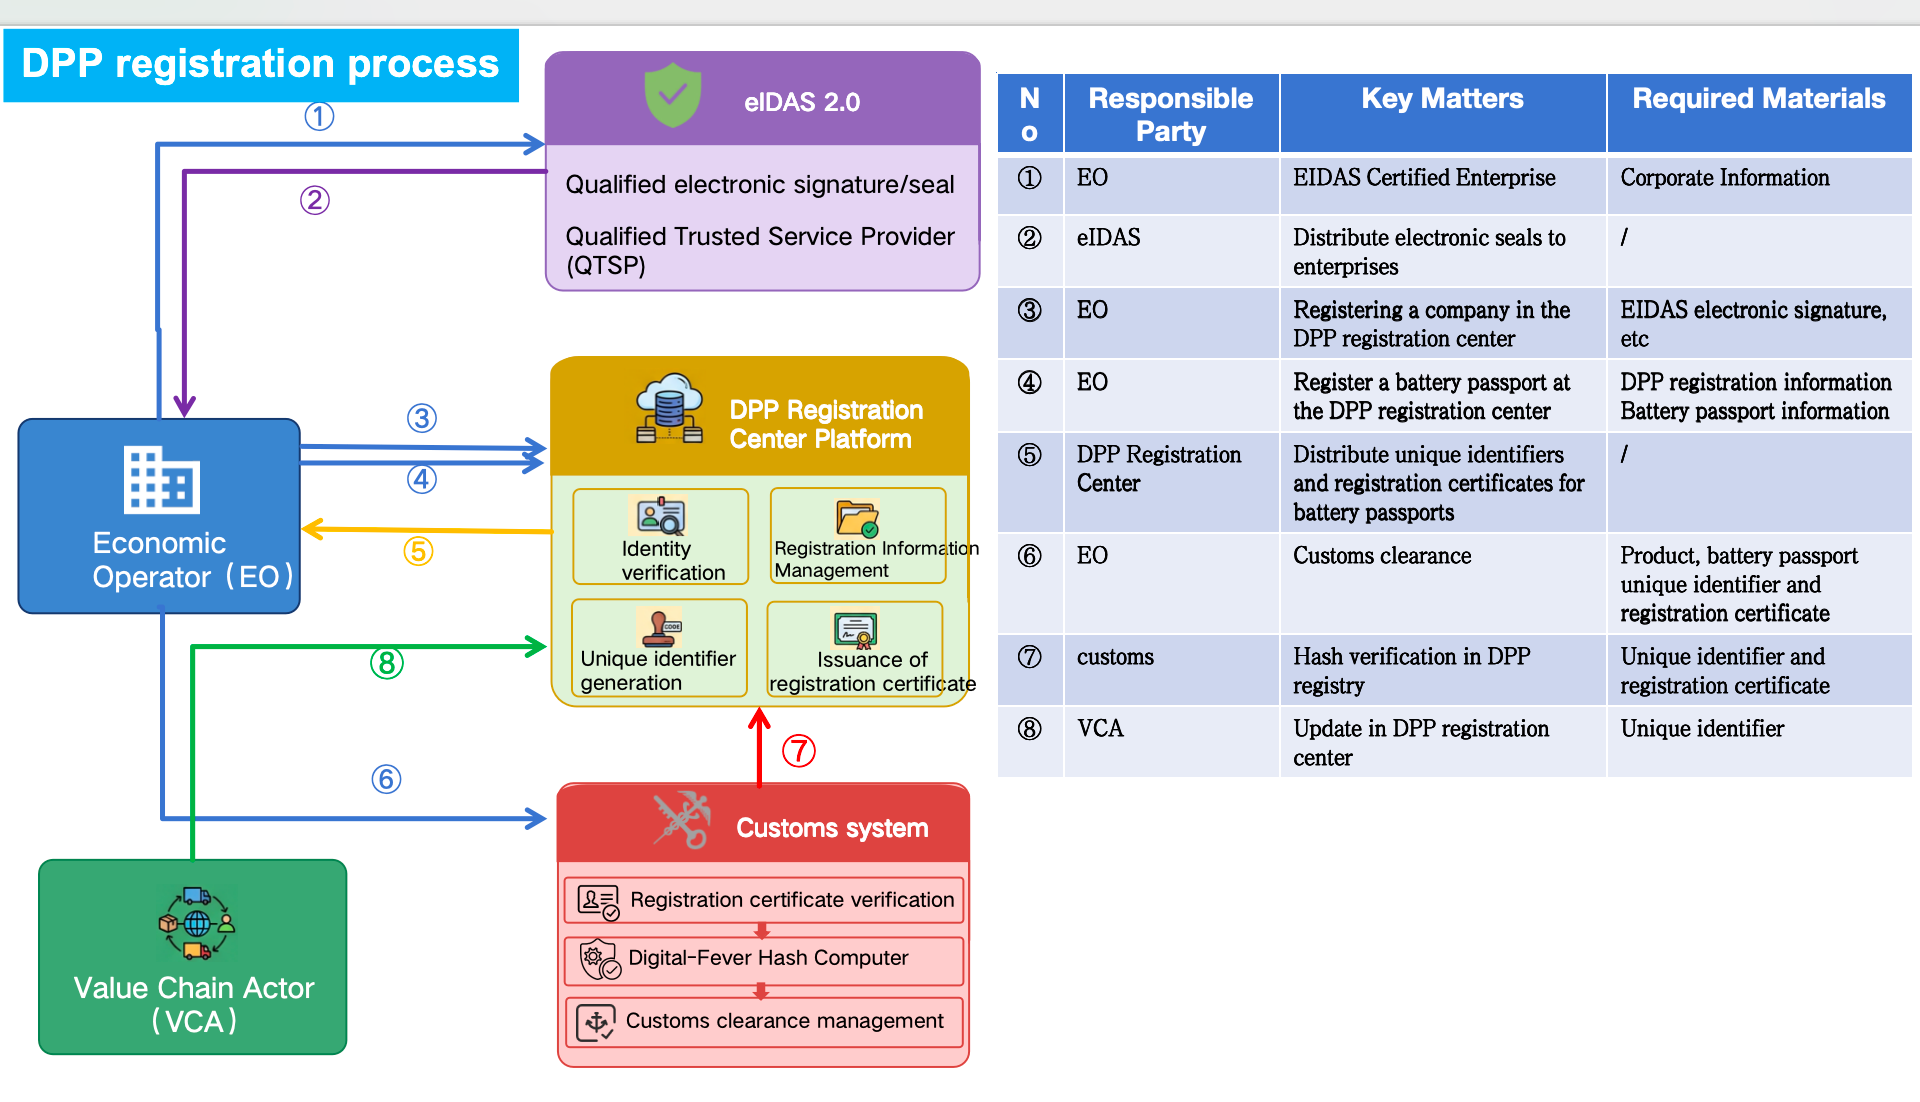 DPP registration process
①
②
eIDAS 2.0
Qualified electronic signature/seal
Qualified Trusted Service Provider
(QTSP)
③
④
⑤
Economic
Operator（EO）
DPP Registration
Center Platform
Identity
verification
Registration Information
Management
Unique identifier
generation
CODE
Issuance of
registration certificate
⑧
⑦
⑥
Customs system
Registration certificate verification
Digital-Fever Hash Computer
Customs clearance management
Value Chain Actor
（VCA）
N
o
Responsible
Party
Key Matters
Required Materials
①
EO
EIDAS Certified Enterprise
Corporate Information
②
eIDAS
Distribute electronic seals to
enterprises
/
③
EO
Registering a company in the
DPP registration center
EIDAS electronic signature,
etc
④
EO
Register a battery passport at
the DPP registration center
DPP registration information
Battery passport information
⑤
DPP Registration
Center
Distribute unique identifiers
and registration certificates for
battery passports
/
⑥
EO
Customs clearance
Product, battery passport
unique identifier and
registration certificate
⑦
customs
Hash verification in DPP
registry
Unique identifier and
registration certificate
⑧
VCA
Update in DPP registration
center
Unique identifier